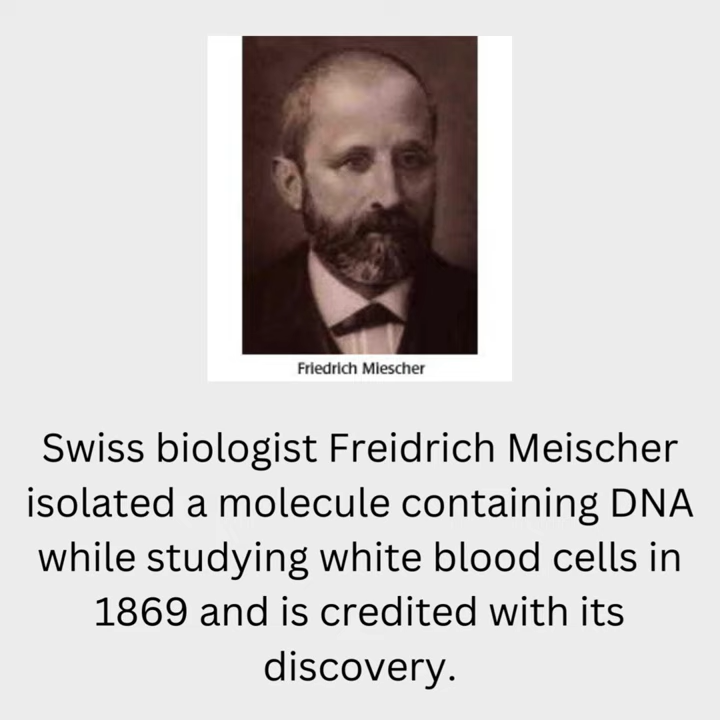 Friedrich Miescher
Swiss biologist Freidrich Meischer
isolated a molecule containing DNA
while studying white blood cells in
1869 and is credited with its
discovery.